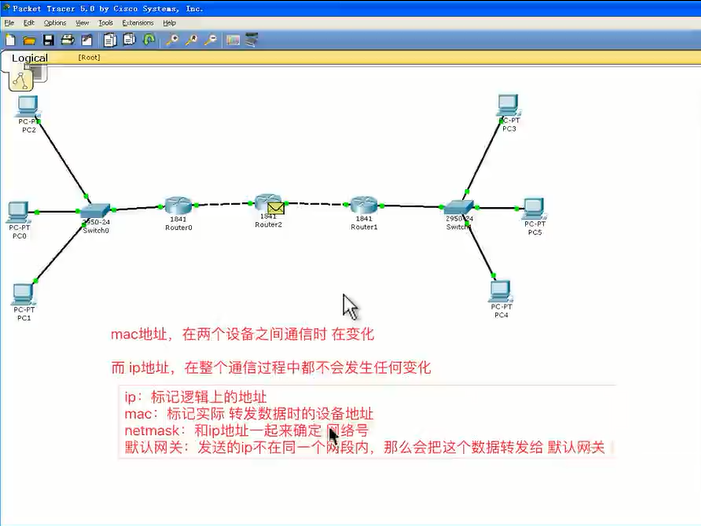 Packet Tracer 5.0 by Cisco Systems, Inc.
File Edit Options View Tools Extensions Help
Logical [Root]
PC-PT
PC2
PC-PT
PC3
PC-PT
PC0
2950-24
Switch0
1841
Router0
1841
Router2
1841
Router1
2950-24
PC-PT
PC5
PC-PT
PC1
PC-PT
PC4
mac地址，在两个设备之间通信时 在变化
而 ip地址，在整个通信过程中都不会发生任何变化
ip：标记逻辑上的地址
mac：标记实际 转发数据时的设备地址
netmask：和ip地址一起来确定 网络号
默认网关：发送的ip不在同一个网段内，那么会把这个数据转发给 默认网关